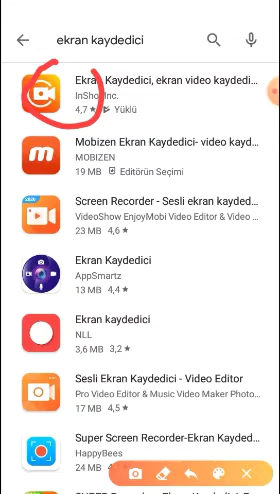 ekran kaydedici
Ekran Kaydedici, ekran video kaydedi...
InShot Inc.
4,7 ★ Yüklü
Mobizen Ekran Kaydedici- video kayd...
MOBIZEN
19 MB Editörün Seçimi
Screen Recorder - Sesli ekran kayded...
VideoShow EnjoyMobi Video Editor & Video ...
23 MB 4,6 ★
Ekran Kaydedici
AppSmartz
13 MB 4,4 ★
Ekran kaydedici
NLL
3,6 MB 3,2 ★
Sesli Ekran Kaydedici - Video Editor
Pro Video Editor & Music Video Maker Photo...
17 MB 4,5 ★
Super Screen Recorder-Ekran Kayded...
HappyBees
24 MB